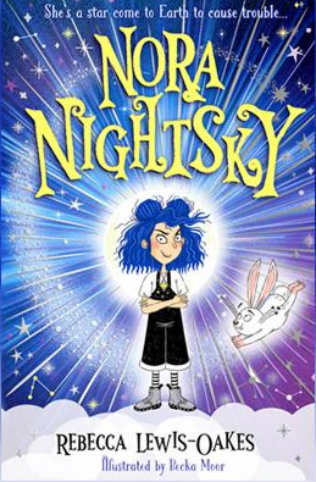 She's a star come to Earth to cause trouble...
NORA
NIGHTSKY
REBECCA LEWIS-OAKES
Illustrated by Becka Moor